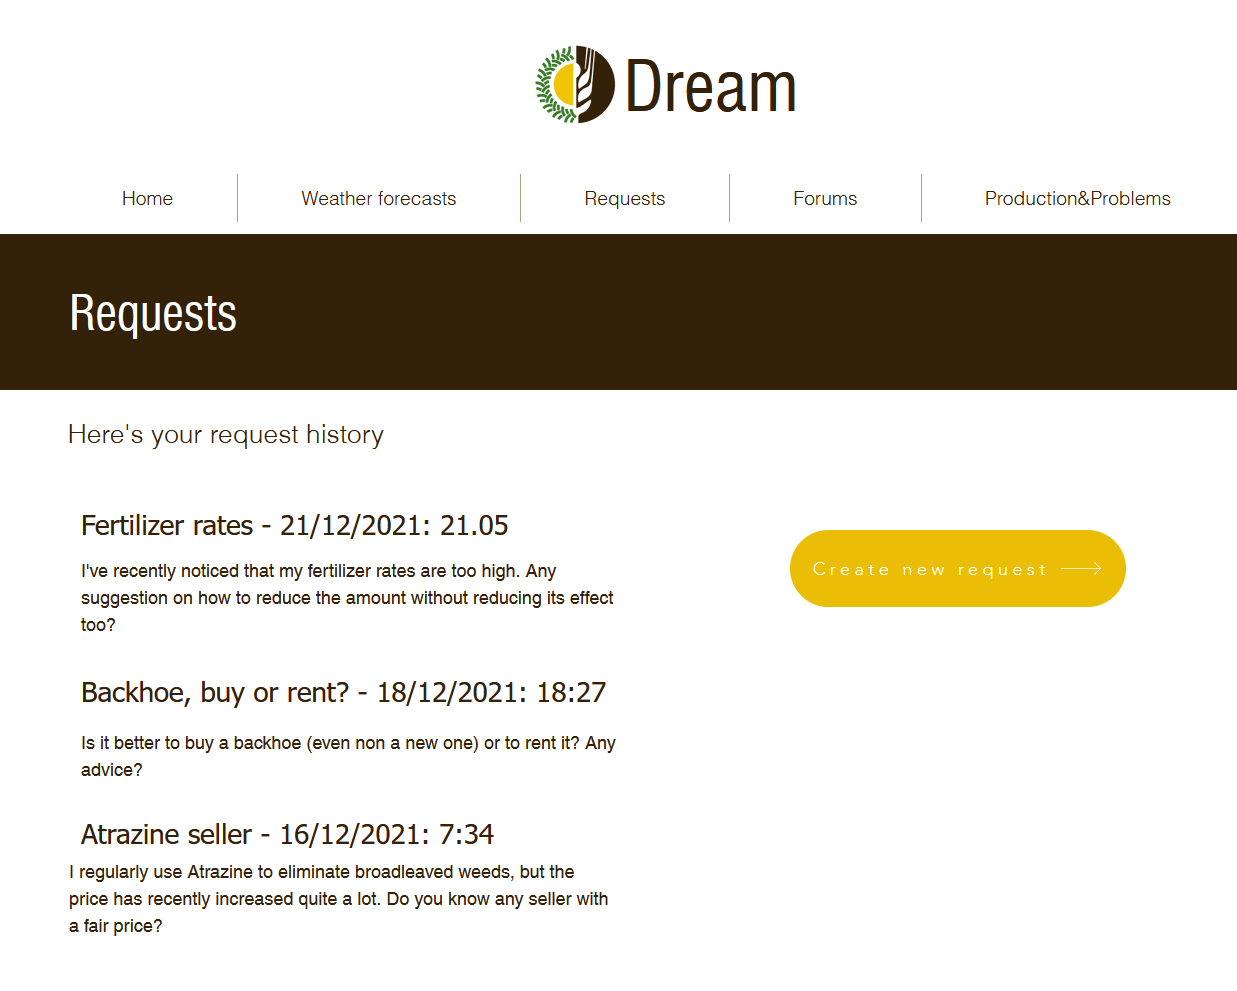 Dream
Home
Weather forecasts
Requests
Forums
Production&Problems
Requests
Here's your request history
Fertilizer rates - 21/12/2021: 21.05
I've recently noticed that my fertilizer rates are too high. Any
suggestion on how to reduce the amount without reducing its effect
too?
Create new request
Backhoe, buy or rent? - 18/12/2021: 18:27
Is it better to buy a backhoe (even non a new one) or to rent it? Any
advice?
Atrazine seller - 16/12/2021: 7:34
I regularly use Atrazine to eliminate broadleaved weeds, but the
price has recently increased quite a lot. Do you know any seller with
a fair price?